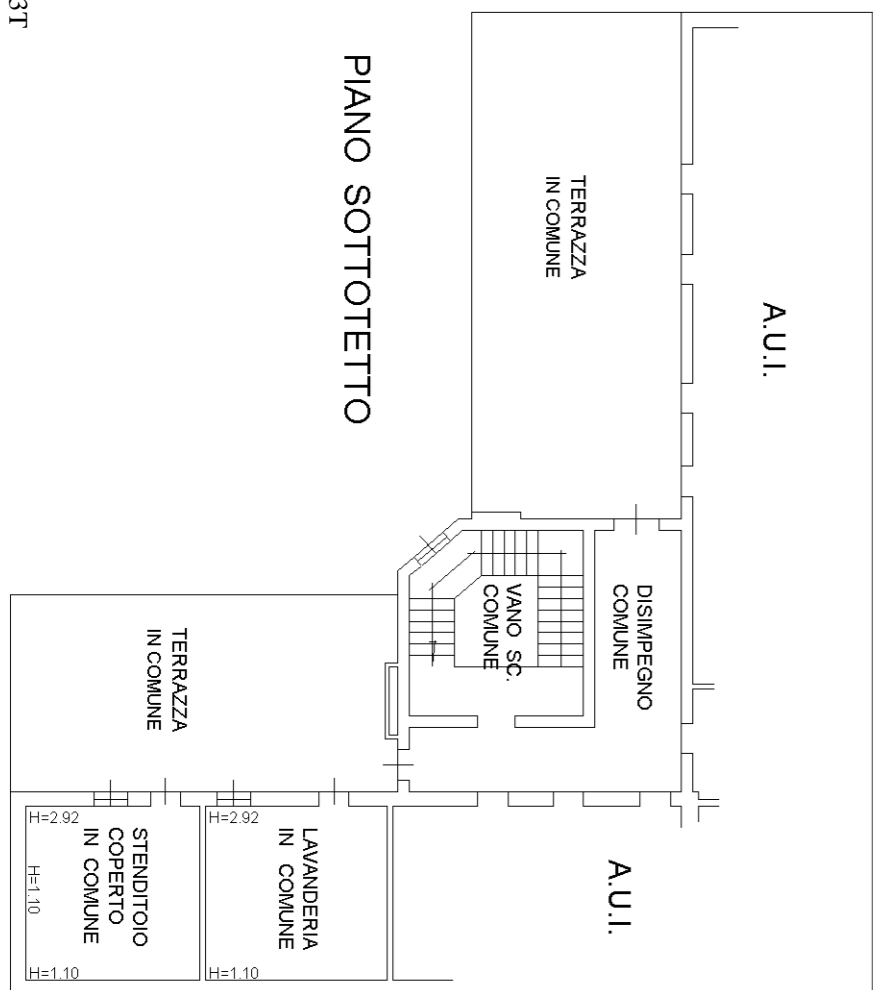 3T
PIANO SOTTOTETTO
TERRAZZA
IN COMUNE
A.U.I.
DISIMPEGNO
COMUNE
VANO SC.
COMUNE
TERRAZZA
IN COMUNE
A.U.I.
LAVANDERIA
IN COMUNE
H=2.92
H=1.10
STENDITOIO
COPERTO
IN COMUNE
H=2.92
H=1.10
H=1.10